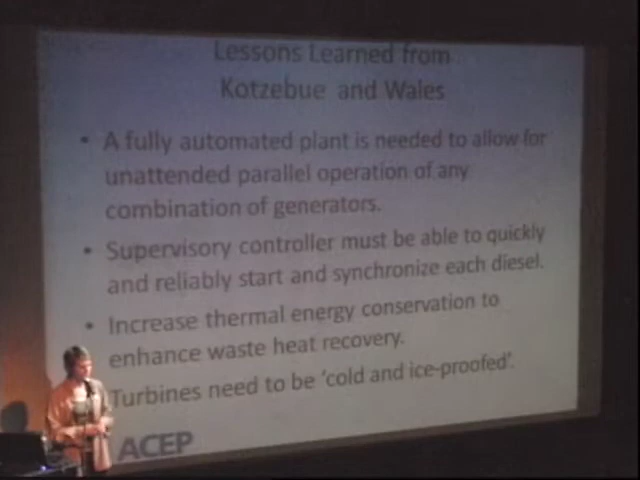 Lessons Learned from
Kotzebue and Wales
• A fully automated plant is needed to allow for
unattended parallel operation of any
combination of generators.
• Supervisory controller must be able to quickly
and reliably start and synchronize each diesel.
• Increase thermal energy conservation to
enhance waste heat recovery.
Turbines need to be 'cold and ice-proofed'.
ACEP